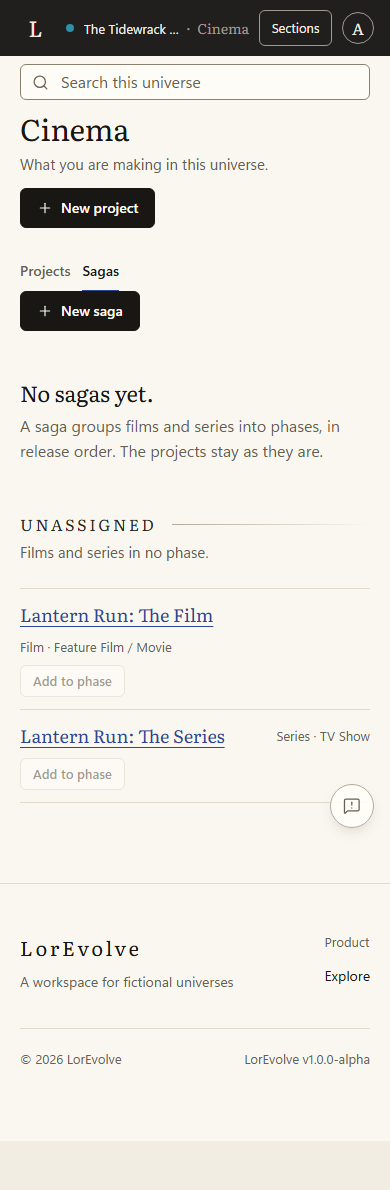 L
The Tidewrack ... · Cinema
Sections
A
Search this universe
Cinema
What you are making in this universe.
New project
Projects Sagas
New saga
No sagas yet.
A saga groups films and series into phases, in
release order. The projects stay as they are.
UNASSIGNED
Films and series in no phase.
Lantern Run: The Film
Film · Feature Film / Movie
Add to phase
Lantern Run: The Series
Series · TV Show
Add to phase
LorEvolve
A workspace for fictional universes
Product
Explore
© 2026 LorEvolve
LorEvolve v1.0.0-alpha